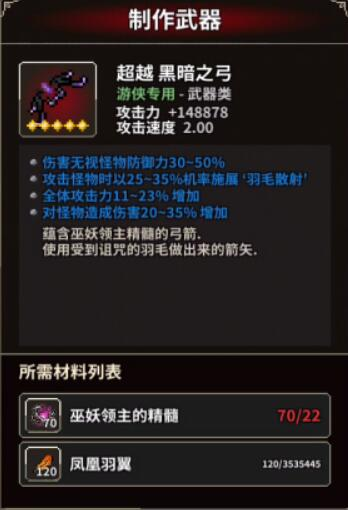 制作武器
超越 黑暗之弓
游侠专用 - 武器类
攻击力 +148878
攻击速度 2.00
伤害无视怪物防御力30~50%
攻击怪物时以25~35%机率施展 ‘羽毛散射’
全体攻击力11~23% 增加
对怪物造成伤害20~35% 增加
蕴含巫妖领主精髓的弓箭.
使用受到诅咒的羽毛做出来的箭矢.
所需材料列表
70 巫妖领主的精髓 70/22
120 凤凰羽翼 120/3535445